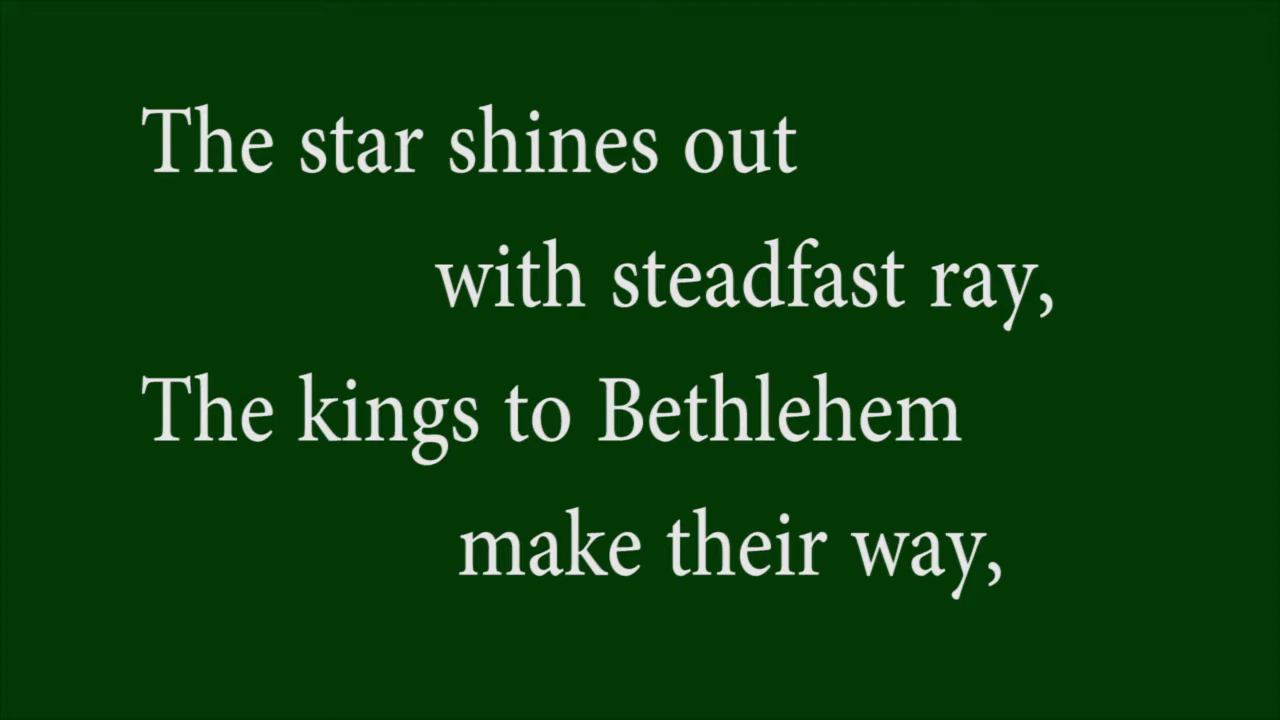 The star shines out
with steadfast ray,
The kings to Bethlehem
make their way,